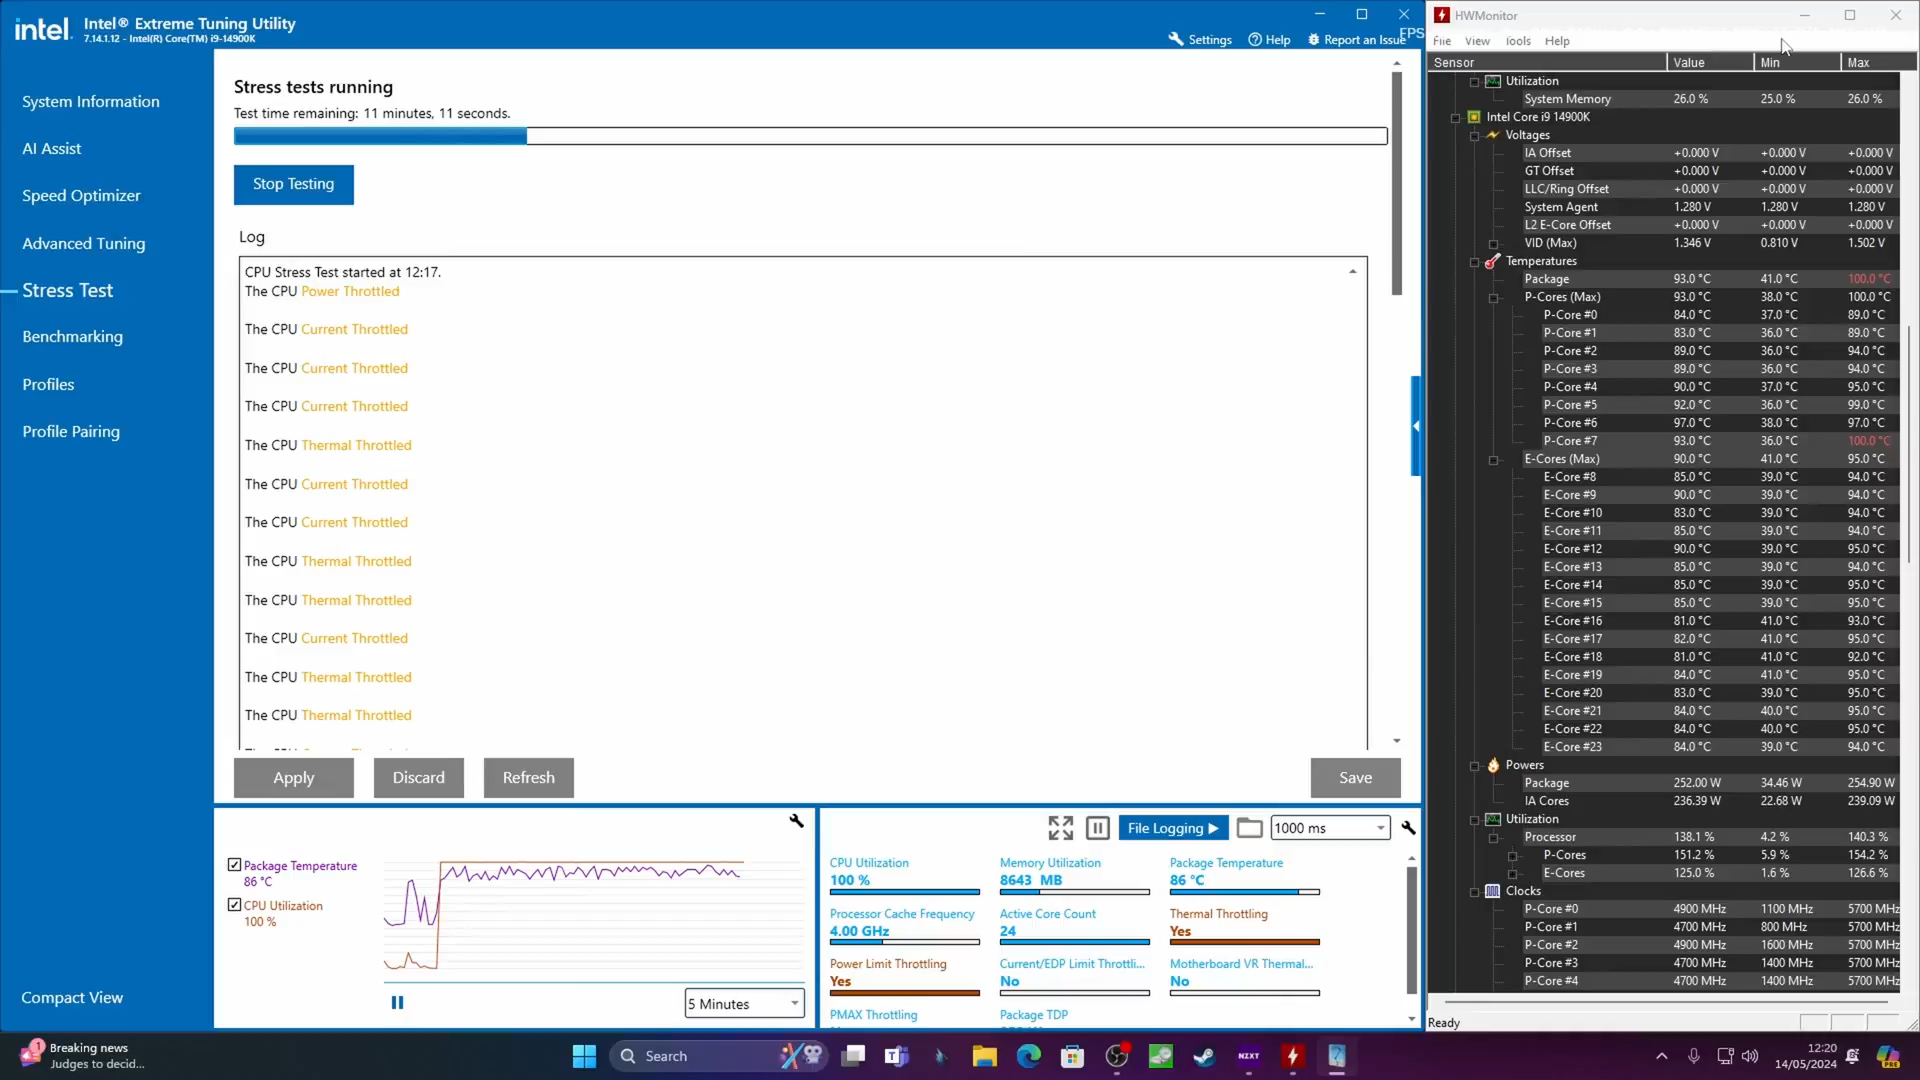 intel.
Intel® Extreme Tuning Utility
7.14.1.12 - Intel(R) Core(TM) i9-14900K
Settings
Help
Report an Issue
FPS
System Information
AI Assist
Speed Optimizer
Advanced Tuning
Stress Test
Benchmarking
Profiles
Profile Pairing
Compact View
Stress tests running
Test time remaining: 11 minutes, 11 seconds.
Stop Testing
Log
CPU Stress Test started at 12:17.
The CPU Power Throttled
The CPU Current Throttled
The CPU Current Throttled
The CPU Current Throttled
The CPU Thermal Throttled
The CPU Current Throttled
The CPU Current Throttled
The CPU Thermal Throttled
The CPU Thermal Throttled
The CPU Current Throttled
The CPU Thermal Throttled
The CPU Thermal Throttled
Apply
Discard
Refresh
Save
Package Temperature
86 °C
CPU Utilization
100 %
5 Minutes
File Logging
1000 ms
CPU Utilization
100 %
Memory Utilization
8643 MB
Package Temperature
86 °C
Processor Cache Frequency
4.00 GHz
Active Core Count
24
Thermal Throttling
Yes
Power Limit Throttling
Yes
Current/EDP Limit Throttli...
No
Motherboard VR Thermal...
No
PMAX Throttling
Package TDP
HWMonitor
File View Tools Help
Sensor Value Min Max
Utilization
System Memory 26.0 % 25.0 % 26.0 %
Intel Core i9 14900K
Voltages
IA Offset +0.000 V +0.000 V +0.000 V
GT Offset +0.000 V +0.000 V +0.000 V
LLC/Ring Offset +0.000 V +0.000 V +0.000 V
System Agent 1.280 V 1.280 V 1.280 V
L2 E-Core Offset +0.000 V +0.000 V +0.000 V
VID (Max) 1.346 V 0.810 V 1.502 V
Temperatures
Package 93.0 °C 41.0 °C 100.0 °C
P-Cores (Max) 93.0 °C 38.0 °C 100.0 °C
P-Core #0 84.0 °C 37.0 °C 89.0 °C
P-Core #1 83.0 °C 36.0 °C 89.0 °C
P-Core #2 89.0 °C 36.0 °C 94.0 °C
P-Core #3 89.0 °C 36.0 °C 94.0 °C
P-Core #4 90.0 °C 37.0 °C 95.0 °C
P-Core #5 92.0 °C 36.0 °C 99.0 °C
P-Core #6 97.0 °C 38.0 °C 97.0 °C
P-Core #7 93.0 °C 36.0 °C 100.0 °C
E-Cores (Max) 90.0 °C 41.0 °C 95.0 °C
E-Core #8 85.0 °C 39.0 °C 94.0 °C
E-Core #9 90.0 °C 39.0 °C 94.0 °C
E-Core #10 83.0 °C 39.0 °C 94.0 °C
E-Core #11 85.0 °C 39.0 °C 94.0 °C
E-Core #12 90.0 °C 39.0 °C 95.0 °C
E-Core #13 85.0 °C 39.0 °C 94.0 °C
E-Core #14 85.0 °C 39.0 °C 95.0 °C
E-Core #15 85.0 °C 39.0 °C 95.0 °C
E-Core #16 81.0 °C 41.0 °C 93.0 °C
E-Core #17 82.0 °C 41.0 °C 95.0 °C
E-Core #18 81.0 °C 41.0 °C 92.0 °C
E-Core #19 84.0 °C 41.0 °C 95.0 °C
E-Core #20 83.0 °C 39.0 °C 95.0 °C
E-Core #21 84.0 °C 40.0 °C 95.0 °C
E-Core #22 84.0 °C 40.0 °C 95.0 °C
E-Core #23 84.0 °C 39.0 °C 94.0 °C
Powers
Package 252.00 W 34.46 W 254.90 W
IA Cores 236.39 W 22.68 W 239.09 W
Utilization
Processor 138.1 % 4.2 % 140.3 %
P-Cores 151.2 % 5.9 % 154.2 %
E-Cores 125.0 % 1.6 % 126.6 %
Clocks
P-Core #0 4900 MHz 1100 MHz 5700 MHz
P-Core #1 4700 MHz 800 MHz 5700 MHz
P-Core #2 4900 MHz 1600 MHz 5700 MHz
P-Core #3 4700 MHz 1400 MHz 5700 MHz
P-Core #4 4700 MHz 1400 MHz 5700 MHz
Ready
1
Breaking news
Judges to decid...
Search
NZXT
PRE
12:20
14/05/2024